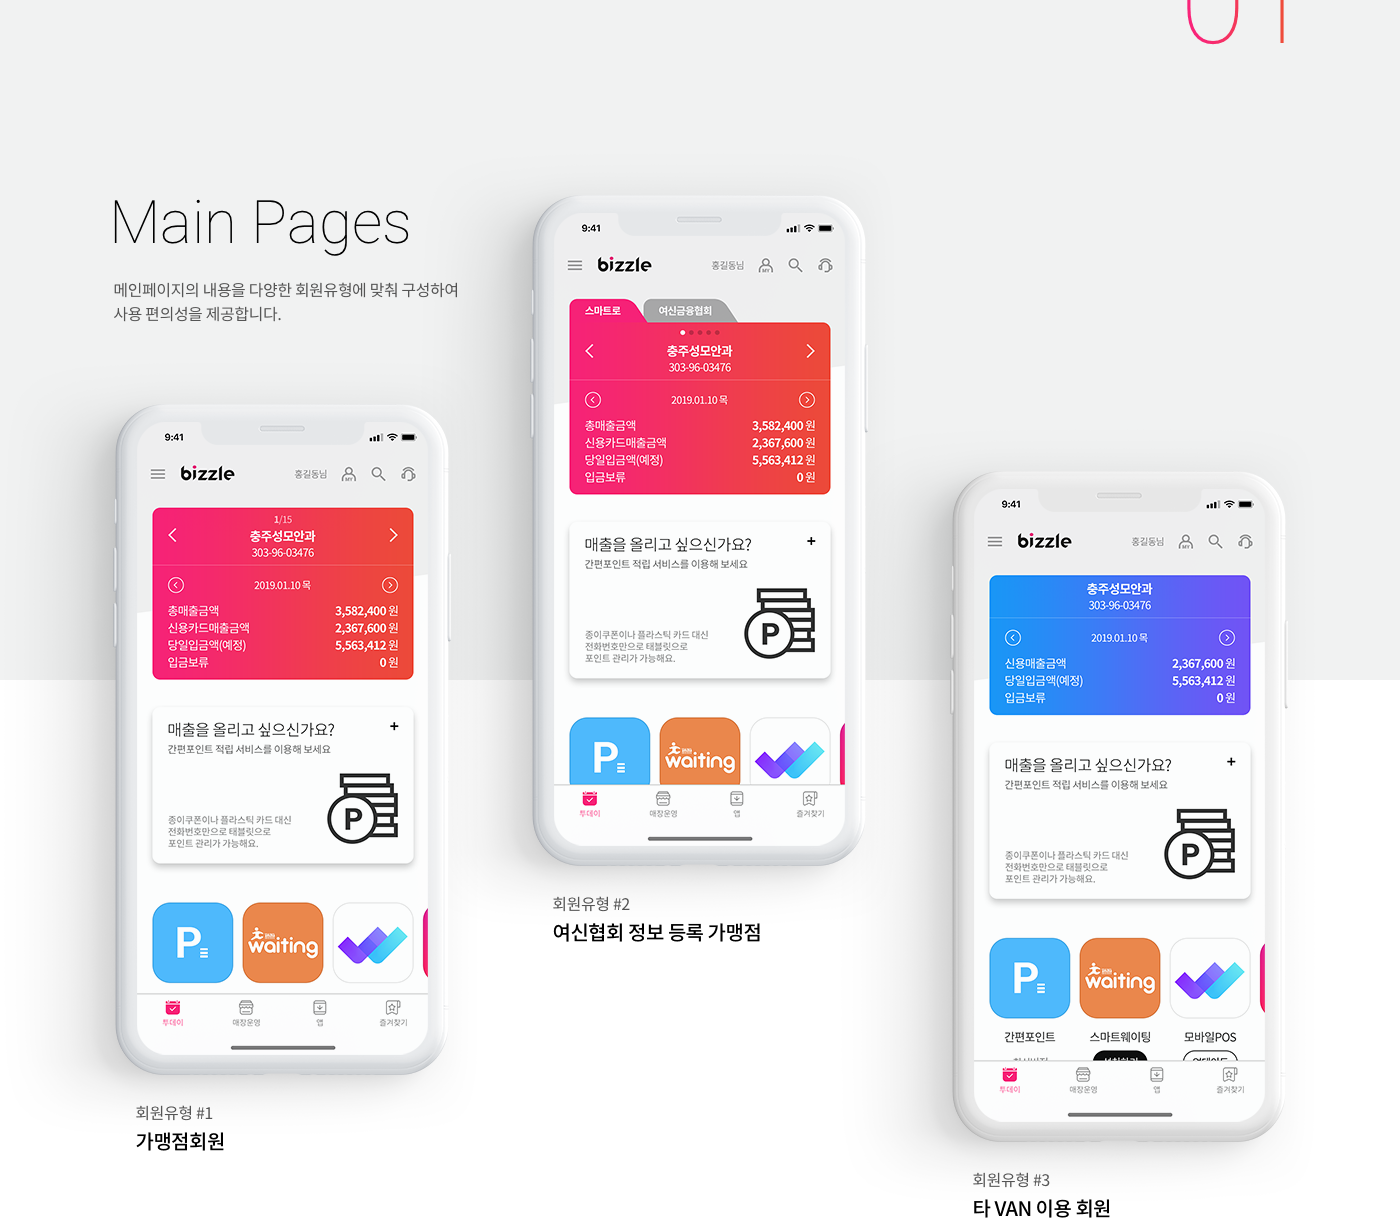 01
Main Pages
메인페이지의 내용을 다양한 회원유형에 맞춰 구성하여
사용 편의성을 제공합니다.
9:41
bizzle
홍길동님
MY
1/15
충주성모안과
303-96-03476
2019.01.10 목
총매출금액 3,582,400 원
신용카드매출금액 2,367,600 원
당일입금액(예정) 5,563,412 원
입금보류 0 원
매출을 올리고 싶으신가요? +
간편포인트 적립 서비스를 이용해 보세요
종이쿠폰이나 플라스틱 카드 대신
전화번호만으로 태블릿으로
포인트 관리가 가능해요.
P
P
waiting
투데이 매장운영 앱 즐겨찾기
회원유형 #1
가맹점회원
9:41
bizzle
홍길동님
MY
스마트로 여신금융협회
충주성모안과
303-96-03476
2019.01.10 목
총매출금액 3,582,400 원
신용카드매출금액 2,367,600 원
당일입금액(예정) 5,563,412 원
입금보류 0 원
매출을 올리고 싶으신가요? +
간편포인트 적립 서비스를 이용해 보세요
종이쿠폰이나 플라스틱 카드 대신
전화번호만으로 태블릿으로
포인트 관리가 가능해요.
P
P
waiting
투데이 매장운영 앱 즐겨찾기
회원유형 #2
여신협회 정보 등록 가맹점
9:41
bizzle
홍길동님
MY
충주성모안과
303-96-03476
2019.01.10 목
신용매출금액 2,367,600 원
당일입금액(예정) 5,563,412 원
입금보류 0 원
매출을 올리고 싶으신가요? +
간편포인트 적립 서비스를 이용해 보세요
종이쿠폰이나 플라스틱 카드 대신
전화번호만으로 태블릿으로
포인트 관리가 가능해요.
P
P
waiting
간편포인트 스마트웨이팅 모바일POS
투데이 매장운영 앱 즐겨찾기
회원유형 #3
타 VAN 이용 회원